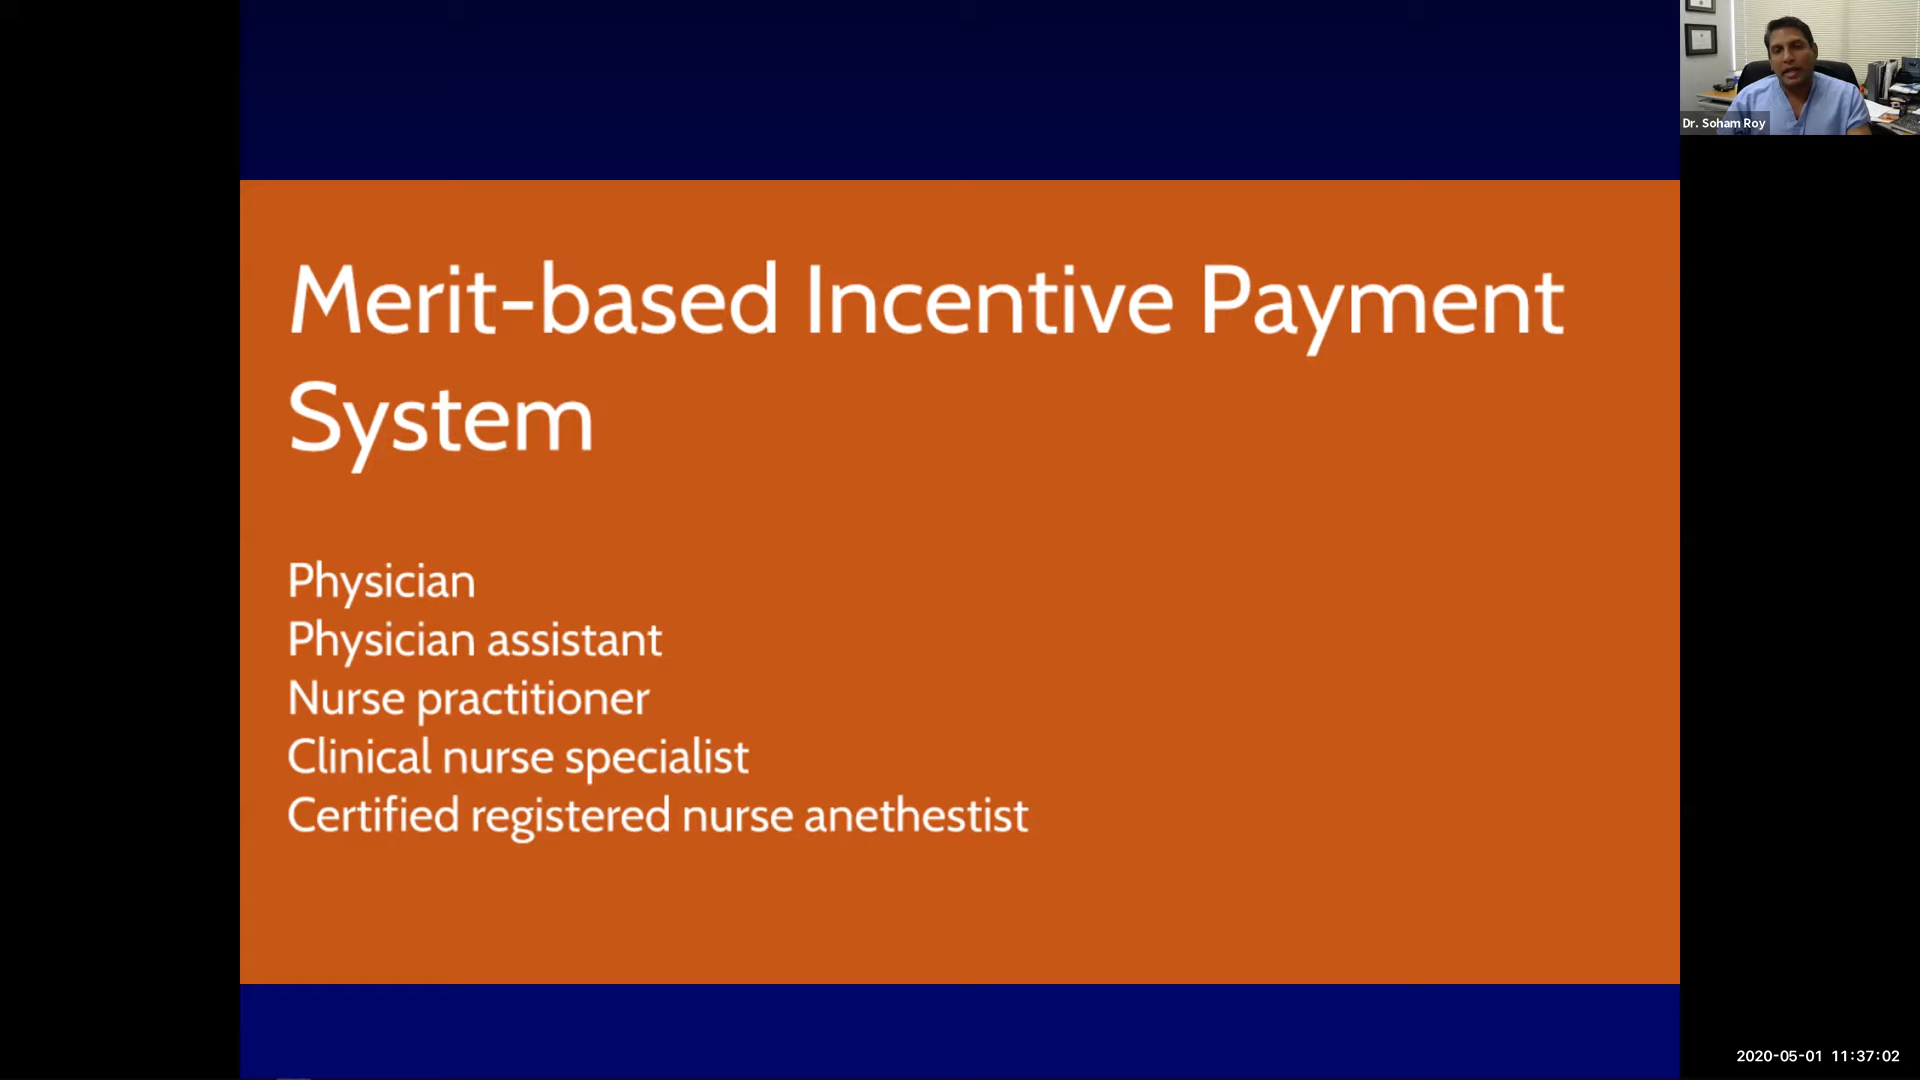 Dr. Soham Roy
Merit-based Incentive Payment
System
Physician
Physician assistant
Nurse practitioner
Clinical nurse specialist
Certified registered nurse anethestist
2020-05-01 11:37:02